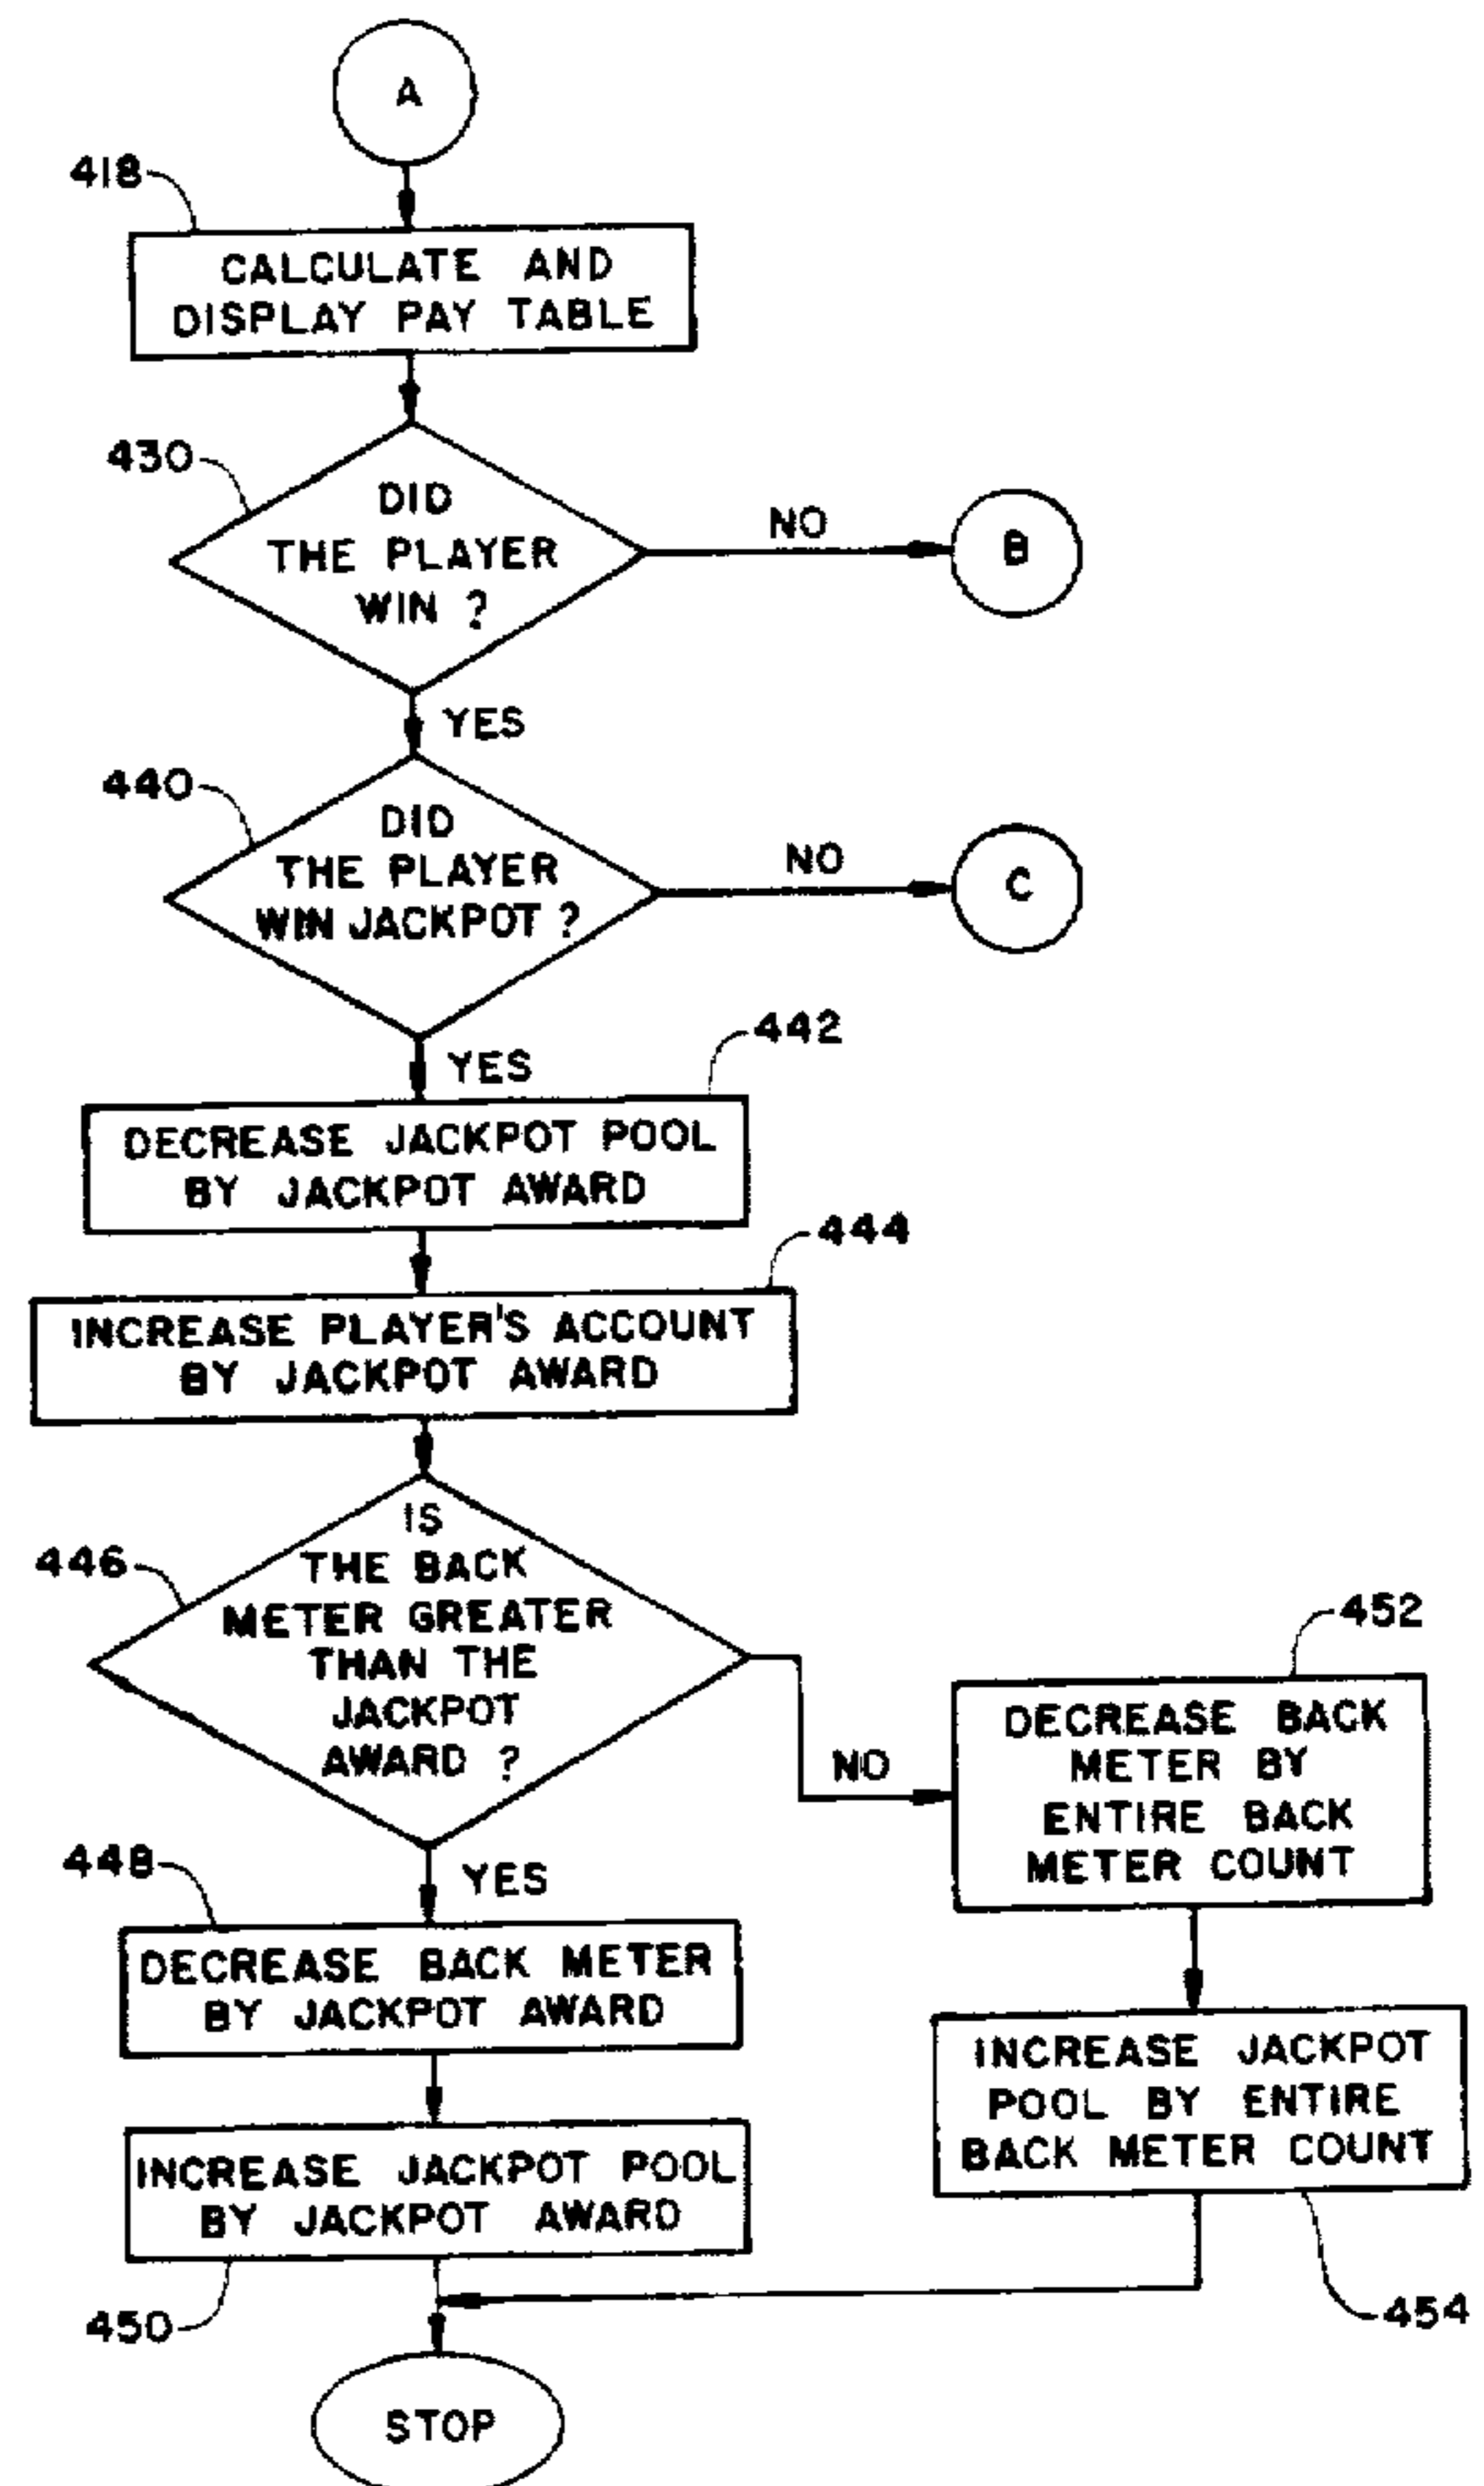 A
418
CALCULATE AND
DISPLAY PAY TABLE
430
DID
THE PLAYER
WIN ?
NO
B
YES
440
DID
THE PLAYER
WIN JACKPOT ?
NO
C
YES
442
DECREASE JACKPOT POOL
BY JACKPOT AWARD
444
INCREASE PLAYER'S ACCOUNT
BY JACKPOT AWARD
446
IS
THE BACK
METER GREATER
THAN THE
JACKPOT
AWARD ?
NO
452
DECREASE BACK
METER BY
ENTIRE BACK
METER COUNT
YES
448
DECREASE BACK METER
BY JACKPOT AWARD
INCREASE JACKPOT
POOL BY ENTIRE
BACK METER COUNT
454
INCREASE JACKPOT POOL
BY JACKPOT AWARD
450
STOP